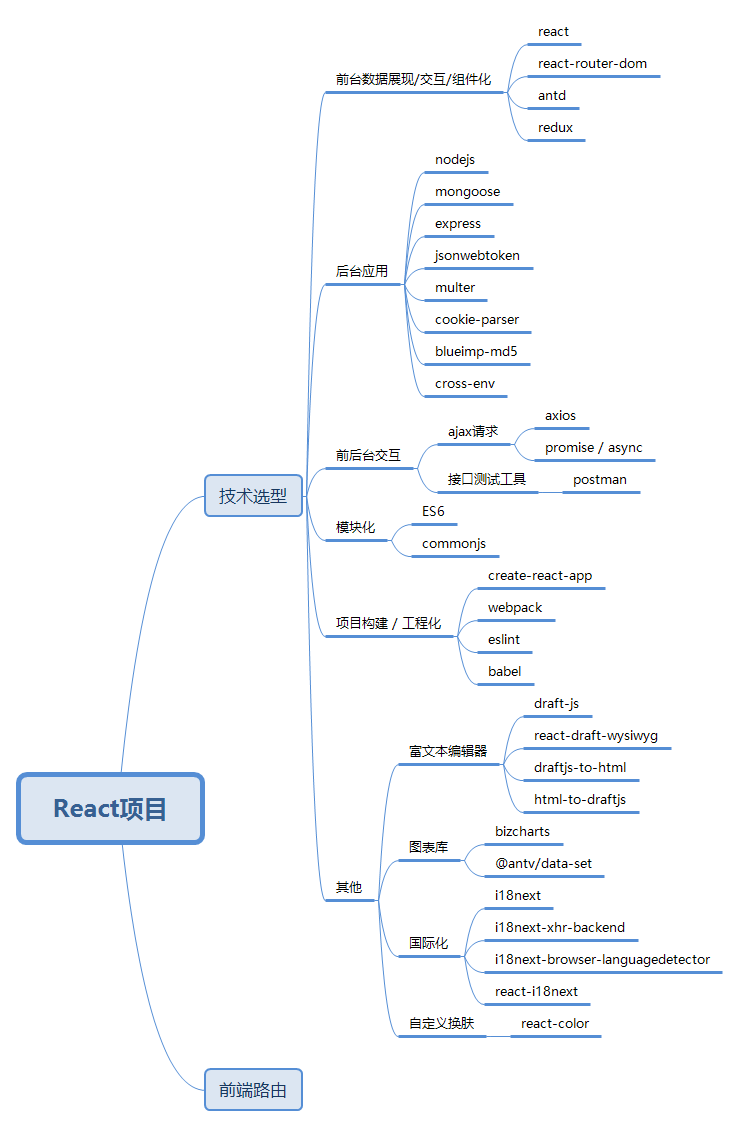 React项目
技术选型
前台数据展现/交互/组件化
react
react-router-dom
antd
redux
后台应用
nodejs
mongoose
express
jsonwebtoken
multer
cookie-parser
blueimp-md5
cross-env
前后台交互
ajax请求
axios
promise / async
接口测试工具
postman
模块化
ES6
commonjs
项目构建 / 工程化
create-react-app
webpack
eslint
babel
其他
富文本编辑器
draft-js
react-draft-wysiwyg
draftjs-to-html
html-to-draftjs
图表库
bizcharts
@antv/data-set
国际化
i18next
i18next-xhr-backend
i18next-browser-languagedetector
react-i18next
自定义换肤
react-color
前端路由